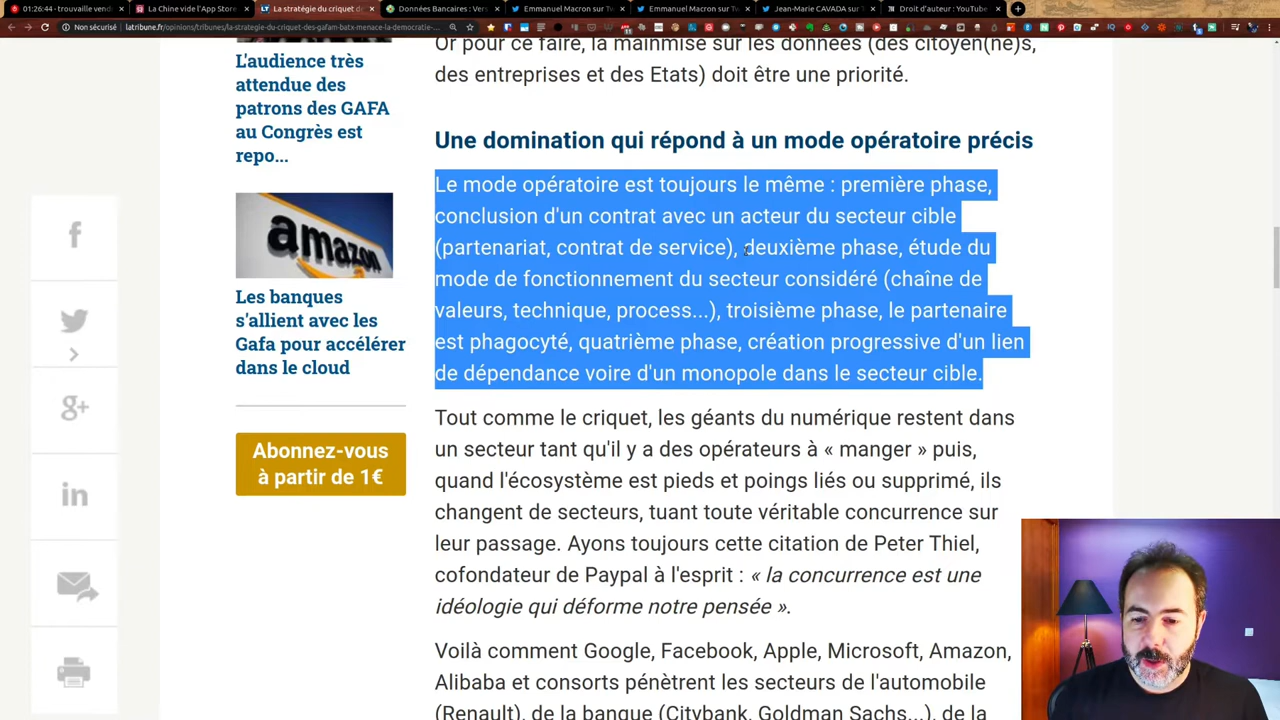 01:26:44 - trouvaille vend
La Chine vide l'App Store
La stratégie du criquet d
Données Bancaires : Vers
Emmanuel Macron sur Tw
Emmanuel Macron sur Tw
Jean-Marie CAVADA sur T
Droit d'auteur : YouTube
Non sécurisé
latribune.fr/opinions/tribunes/la-strategie-du-criquet-des-gafam-batx-menace-la-democratie-...
L'audience très
attendue des
patrons des GAFA
au Congrès est
repo...
amazon
Les banques
s'allient avec les
Gafa pour accélérer
dans le cloud
Abonnez-vous
à partir de 1€
Or pour ce faire, la mainmise sur les données (des citoyen(ne)s,
des entreprises et des Etats) doit être une priorité.
Une domination qui répond à un mode opératoire précis
Le mode opératoire est toujours le même : première phase,
conclusion d'un contrat avec un acteur du secteur cible
(partenariat, contrat de service), deuxième phase, étude du
mode de fonctionnement du secteur considéré (chaîne de
valeurs, technique, process...), troisième phase, le partenaire
est phagocyté, quatrième phase, création progressive d'un lien
de dépendance voire d'un monopole dans le secteur cible.
Tout comme le criquet, les géants du numérique restent dans
un secteur tant qu'il y a des opérateurs à « manger » puis,
quand l'écosystème est pieds et poings liés ou supprimé, ils
changent de secteurs, tuant toute véritable concurrence sur
leur passage. Ayons toujours cette citation de Peter Thiel,
cofondateur de Paypal à l'esprit : « la concurrence est une
idéologie qui déforme notre pensée ».
Voilà comment Google, Facebook, Apple, Microsoft, Amazon,
Alibaba et consorts pénètrent les secteurs de l'automobile
(Renault), de la banque (Citybank, Goldman Sachs...), de la